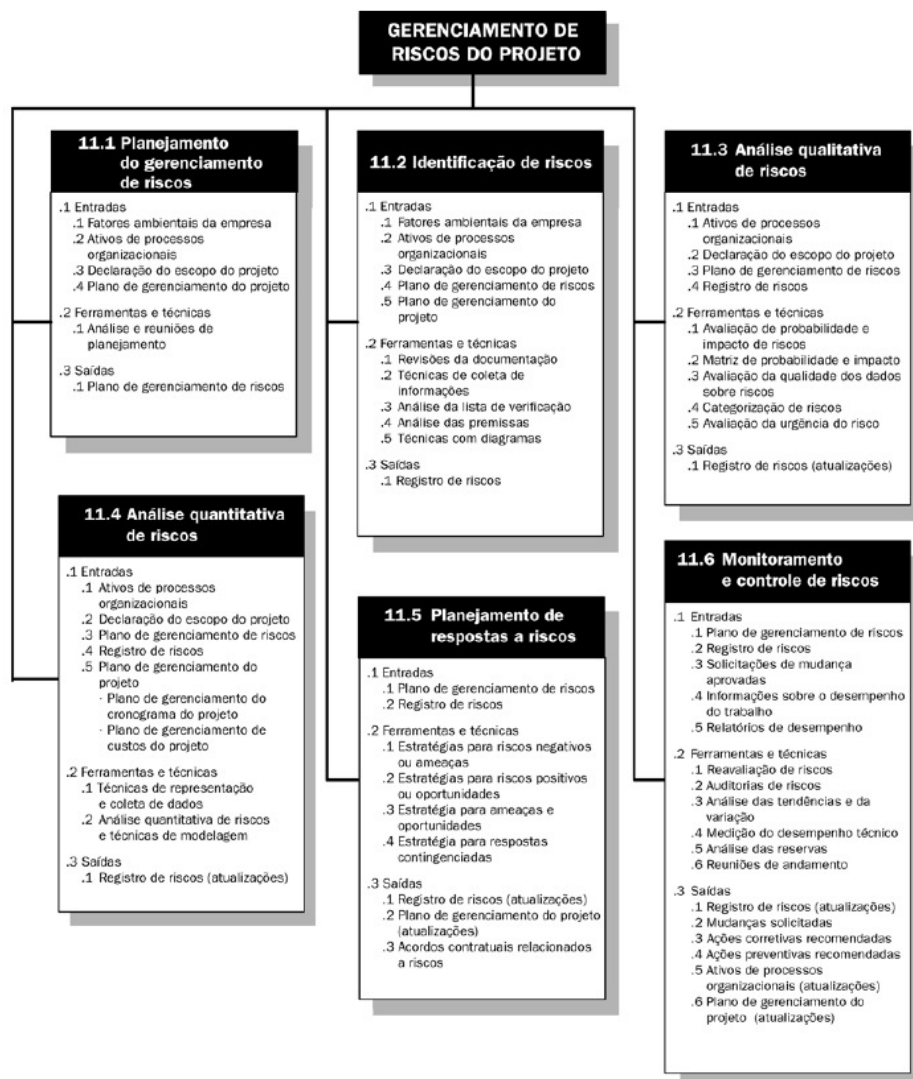 GERENCIAMENTO DE
RISCOS DO PROJETO
11.1 Planejamento
do gerenciamento
de riscos
.1 Entradas
.1 Fatores ambientais da empresa
.2 Ativos de processos
organizacionais
.3 Declaração do escopo do projeto
.4 Plano de gerenciamento do projeto
.2 Ferramentas e técnicas
.1 Análise e reuniões de
planejamento
.3 Saídas
.1 Plano de gerenciamento de riscos
11.2 Identificação de riscos
.1 Entradas
.1 Fatores ambientais da empresa
.2 Ativos de processos
organizacionais
.3 Declaração do escopo do projeto
.4 Plano de gerenciamento de riscos
.5 Plano de gerenciamento do
projeto
.2 Ferramentas e técnicas
.1 Revisões da documentação
.2 Técnicas de coleta de
informações
.3 Análise da lista de verificação
.4 Análise das premissas
.5 Técnicas com diagramas
.3 Saídas
.1 Registro de riscos
11.3 Análise qualitativa
de riscos
.1 Entradas
.1 Ativos de processos
organizacionais
.2 Declaração do escopo do projeto
.3 Plano de gerenciamento de riscos
.4 Registro de riscos
.2 Ferramentas e técnicas
.1 Avaliação de probabilidade e
impacto de riscos
.2 Matriz de probabilidade e impacto
.3 Avaliação da qualidade dos dados
sobre riscos
.4 Categorização de riscos
.5 Avaliação da urgência do risco
.3 Saídas
.1 Registro de riscos (atualizações)
11.4 Análise quantitativa
de riscos
.1 Entradas
.1 Ativos de processos
organizacionais
.2 Declaração do escopo do projeto
.3 Plano de gerenciamento de riscos
.4 Registro de riscos
.5 Plano de gerenciamento do
projeto
- Plano de gerenciamento do
cronograma do projeto
- Plano de gerenciamento de
custos do projeto
.2 Ferramentas e técnicas
.1 Técnicas de representação
e coleta de dados
.2 Análise quantitativa de riscos
e técnicas de modelagem
.3 Saídas
.1 Registro de riscos (atualizações)
11.5 Planejamento de
respostas a riscos
.1 Entradas
.1 Plano de gerenciamento de riscos
.2 Registro de riscos
.2 Ferramentas e técnicas
.1 Estratégias para riscos negativos
ou ameaças
.2 Estratégias para riscos positivos
ou oportunidades
.3 Estratégia para ameaças
e oportunidades
.4 Estratégia para respostas
contingenciadas
.3 Saídas
.1 Registro de riscos (atualizações)
.2 Plano de gerenciamento do projeto
(atualizações)
.3 Acordos contratuais relacionados
a riscos
11.6 Monitoramento
e controle de riscos
.1 Entradas
.1 Plano de gerenciamento de riscos
.2 Registro de riscos
.3 Solicitações de mudança
aprovadas
.4 Informações sobre o desempenho
do trabalho
.5 Relatórios de desempenho
.2 Ferramentas e técnicas
.1 Reavaliação de riscos
.2 Auditorias de riscos
.3 Análise das tendências e da
variação
.4 Medição do desempenho técnico
.5 Análise das reservas
.6 Reuniões de andamento
.3 Saídas
.1 Registro de riscos (atualizações)
.2 Mudanças solicitadas
.3 Ações corretivas recomendadas
.4 Ações preventivas recomendadas
.5 Ativos de processos
organizacionais (atualizações)
.6 Plano de gerenciamento do
projeto (atualizações)